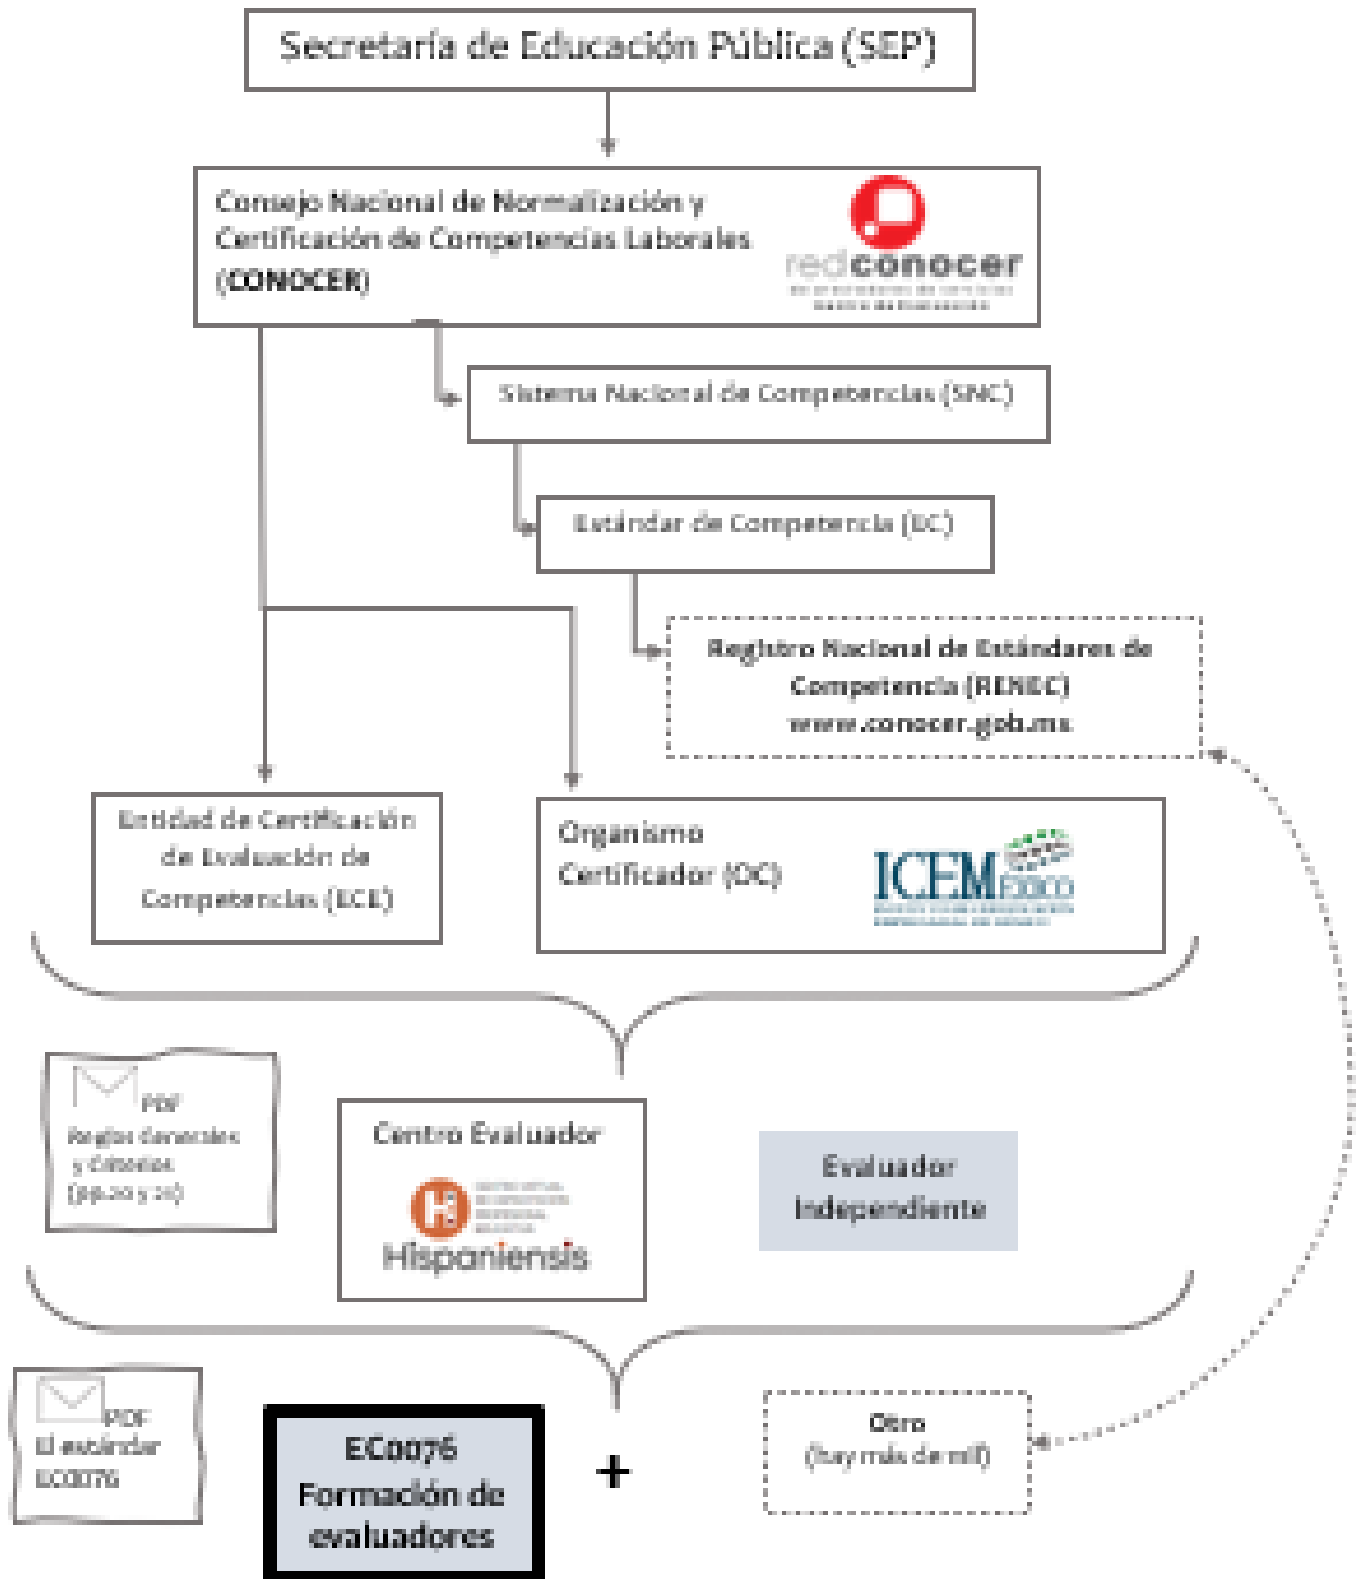 Secretaría de Educación Pública (SEP)
Consejo Nacional de Normalización y
Certificación de Competencias Laborales
(CONOCER)
redconocer
Sistema Nacional de Competencias (SNC)
Estándar de Competencia (EC)
Registro Nacional de Estándares de
Competencia (RENEC)
www.conocer.gob.mx
Entidad de Certificación
de Evaluación de
Competencias (ECE)
Organismo
Certificador (OC)
ICEMÉXICO
PDF
Reglas Generales
y Criterios
(pp.20 y 21)
Centro Evaluador
Hispaniensis
Evaluador
Independiente
PDF
El estándar
EC0076
EC0076
Formación de
evaluadores
+
Otro
(hay más de mil)